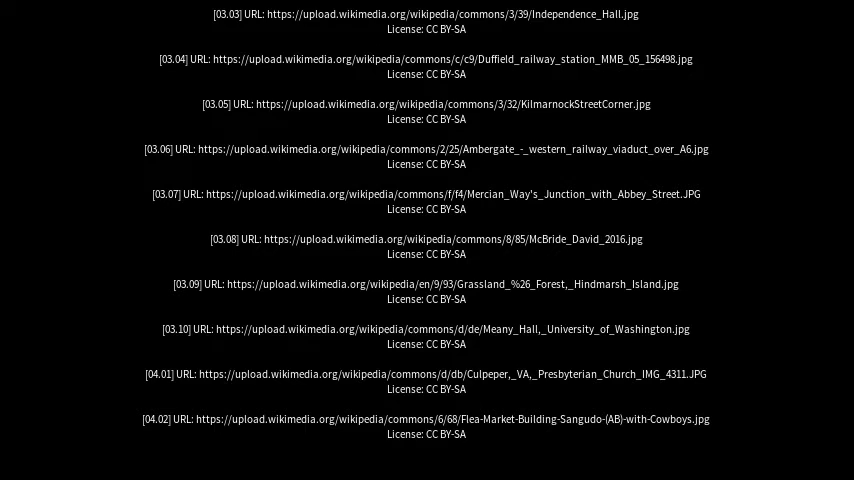 [03.03] URL: https://upload.wikimedia.org/wikipedia/commons/3/39/Independence_Hall.jpg
License: CC BY-SA
[03.04] URL: https://upload.wikimedia.org/wikipedia/commons/c/c9/Duffield_railway_station_MMB_05_156498.jpg
License: CC BY-SA
[03.05] URL: https://upload.wikimedia.org/wikipedia/commons/3/32/KilmarnockStreetCorner.jpg
License: CC BY-SA
[03.06] URL: https://upload.wikimedia.org/wikipedia/commons/2/25/Ambergate_-_western_railway_viaduct_over_A6.jpg
License: CC BY-SA
[03.07] URL: https://upload.wikimedia.org/wikipedia/commons/f/f4/Mercian_Way's_Junction_with_Abbey_Street.JPG
License: CC BY-SA
[03.08] URL: https://upload.wikimedia.org/wikipedia/commons/8/85/McBride_David_2016.jpg
License: CC BY-SA
[03.09] URL: https://upload.wikimedia.org/wikipedia/en/9/93/Grassland_%26_Forest,_Hindmarsh_Island.jpg
License: CC BY-SA
[03.10] URL: https://upload.wikimedia.org/wikipedia/commons/d/de/Meany_Hall,_University_of_Washington.jpg
License: CC BY-SA
[04.01] URL: https://upload.wikimedia.org/wikipedia/commons/d/db/Culpeper,_VA,_Presbyterian_Church_IMG_4311.JPG
License: CC BY-SA
[04.02] URL: https://upload.wikimedia.org/wikipedia/commons/6/68/Flea-Market-Building-Sangudo-(AB)-with-Cowboys.jpg
License: CC BY-SA